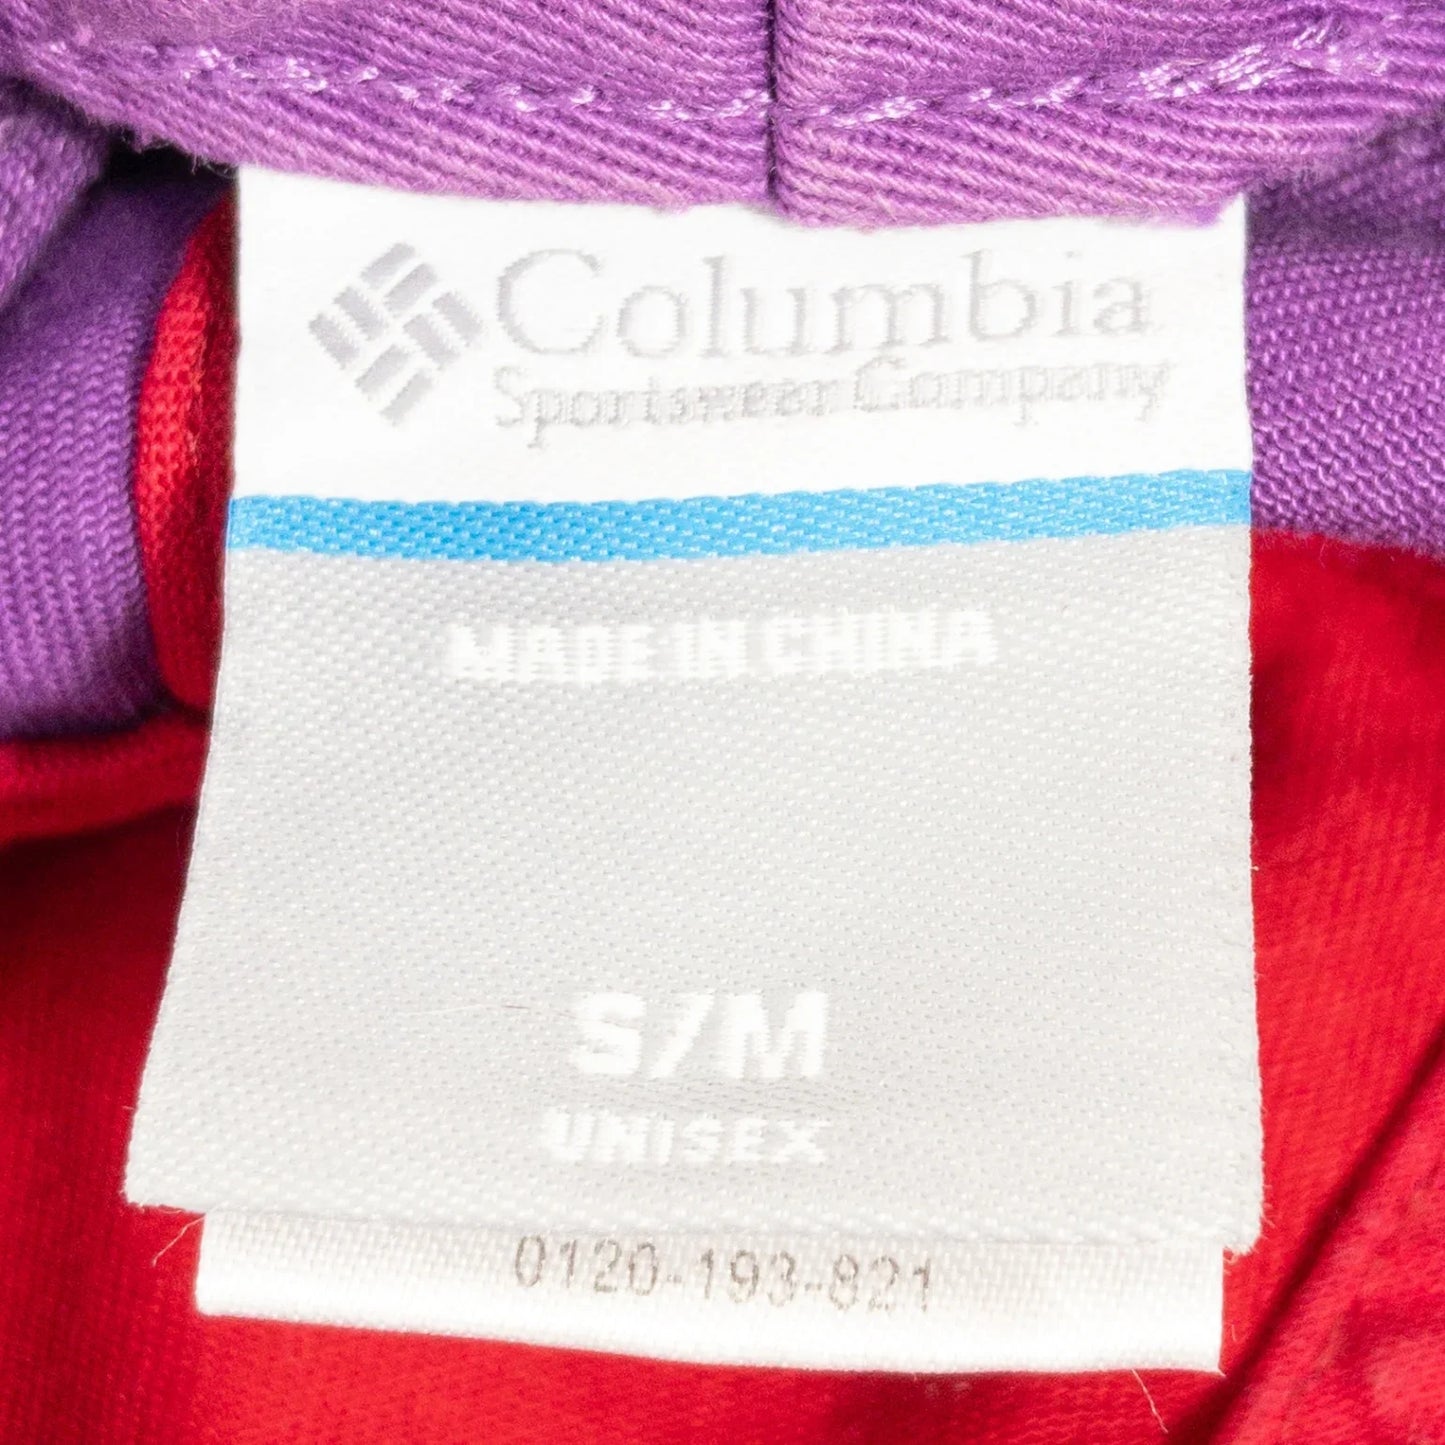 Columbia
Sportswear Company
MADE IN CHINA
S/M
UNISEX
0120-193-821